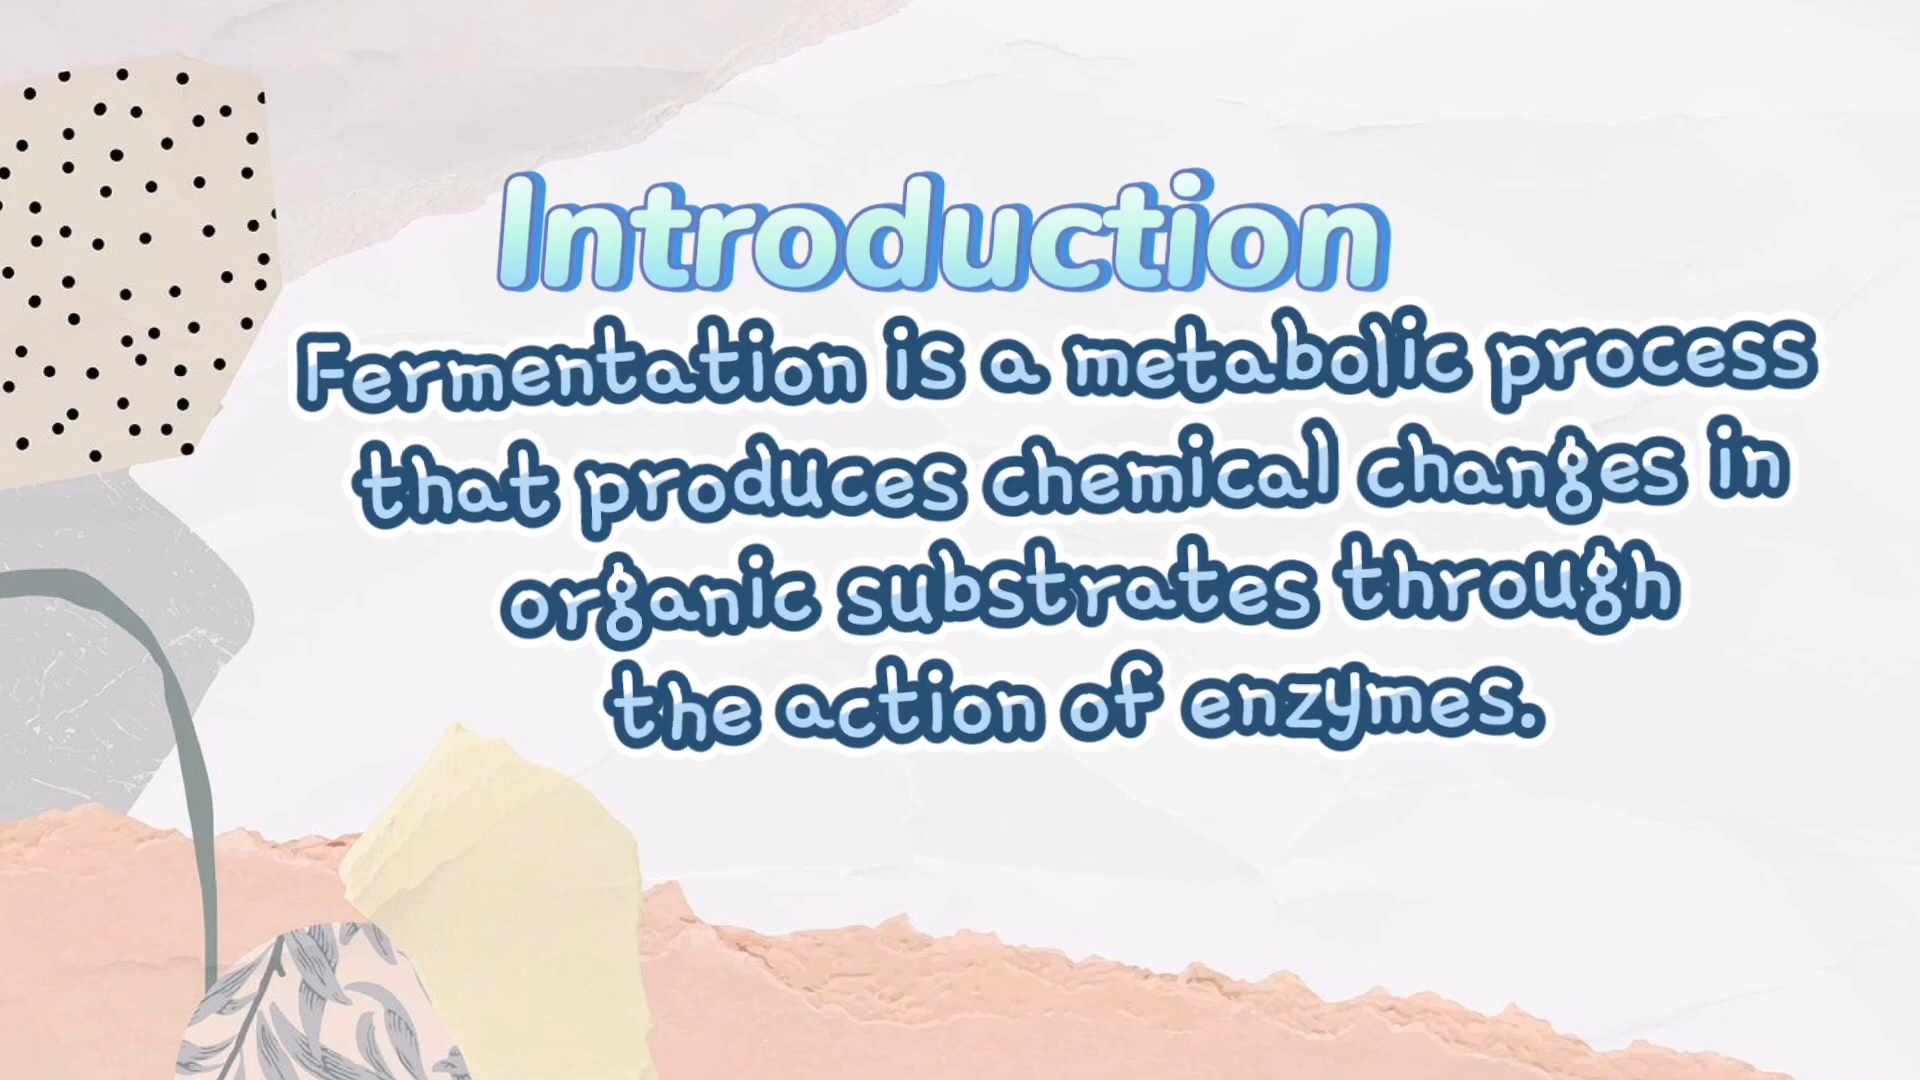 Introduction
Fermentation is a metabolic process
that produces chemical changes in
organic substrates through
the action of enzymes.